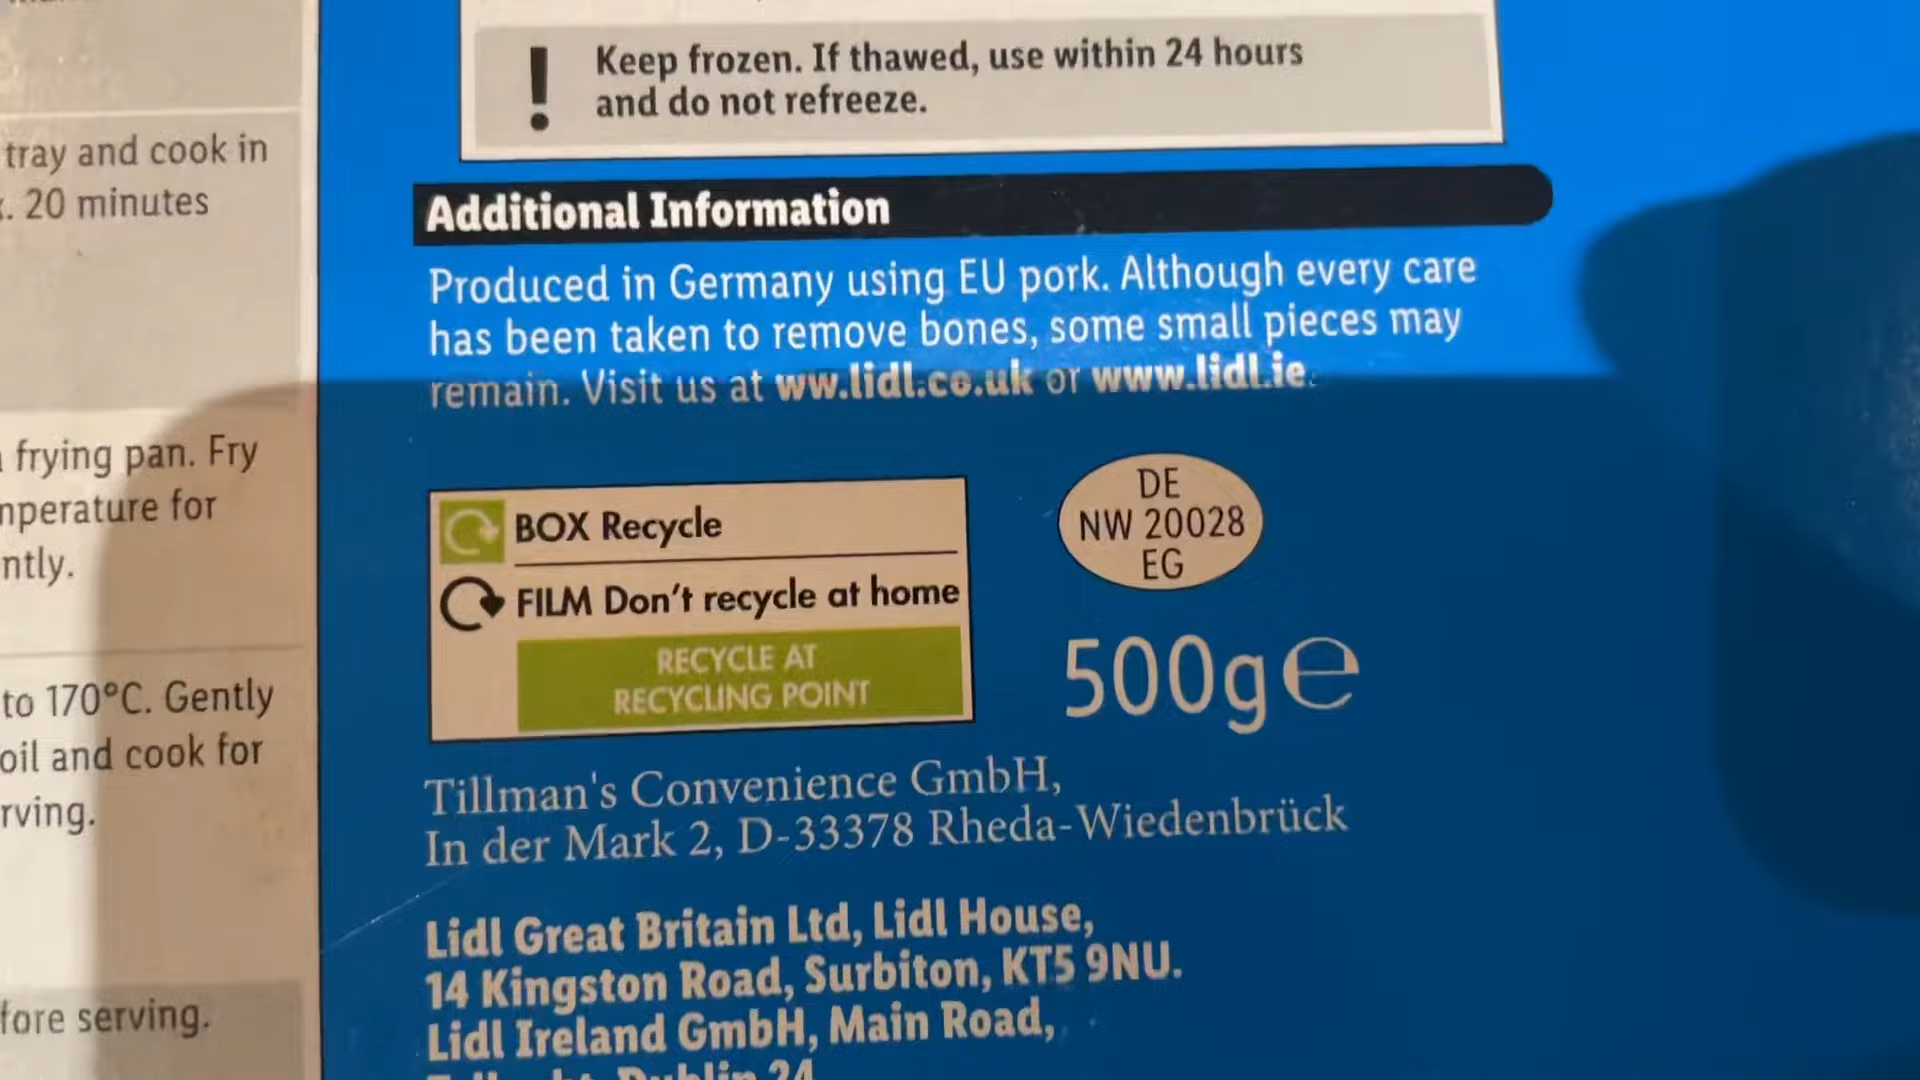 Keep frozen. If thawed, use within 24 hours
and do not refreeze.
tray and cook in
20 minutes
frying pan. Fry
for
ntly.
to 170°C. Gently
oil and cook for
rving.
fore serving.
Additional Information
Produced in Germany using EU pork. Although every care
has been taken to remove bones, some small pieces may
remain. Visit us at ww.lidl.co.uk or www.lidl.ie.
BOX Recycle
FILM Don't recycle at home
RECYCLE AT
RECYCLING POINT
DE
NW 20028
EG
500g e
Tillman's Convenience GmbH,
In der Mark 2, D-33378 Rheda-Wiedenbrück
Lidl Great Britain Ltd, Lidl House,
14 Kingston Road, Surbiton, KT5 9NU.
Lidl Ireland GmbH, Main Road,
Dublin 24